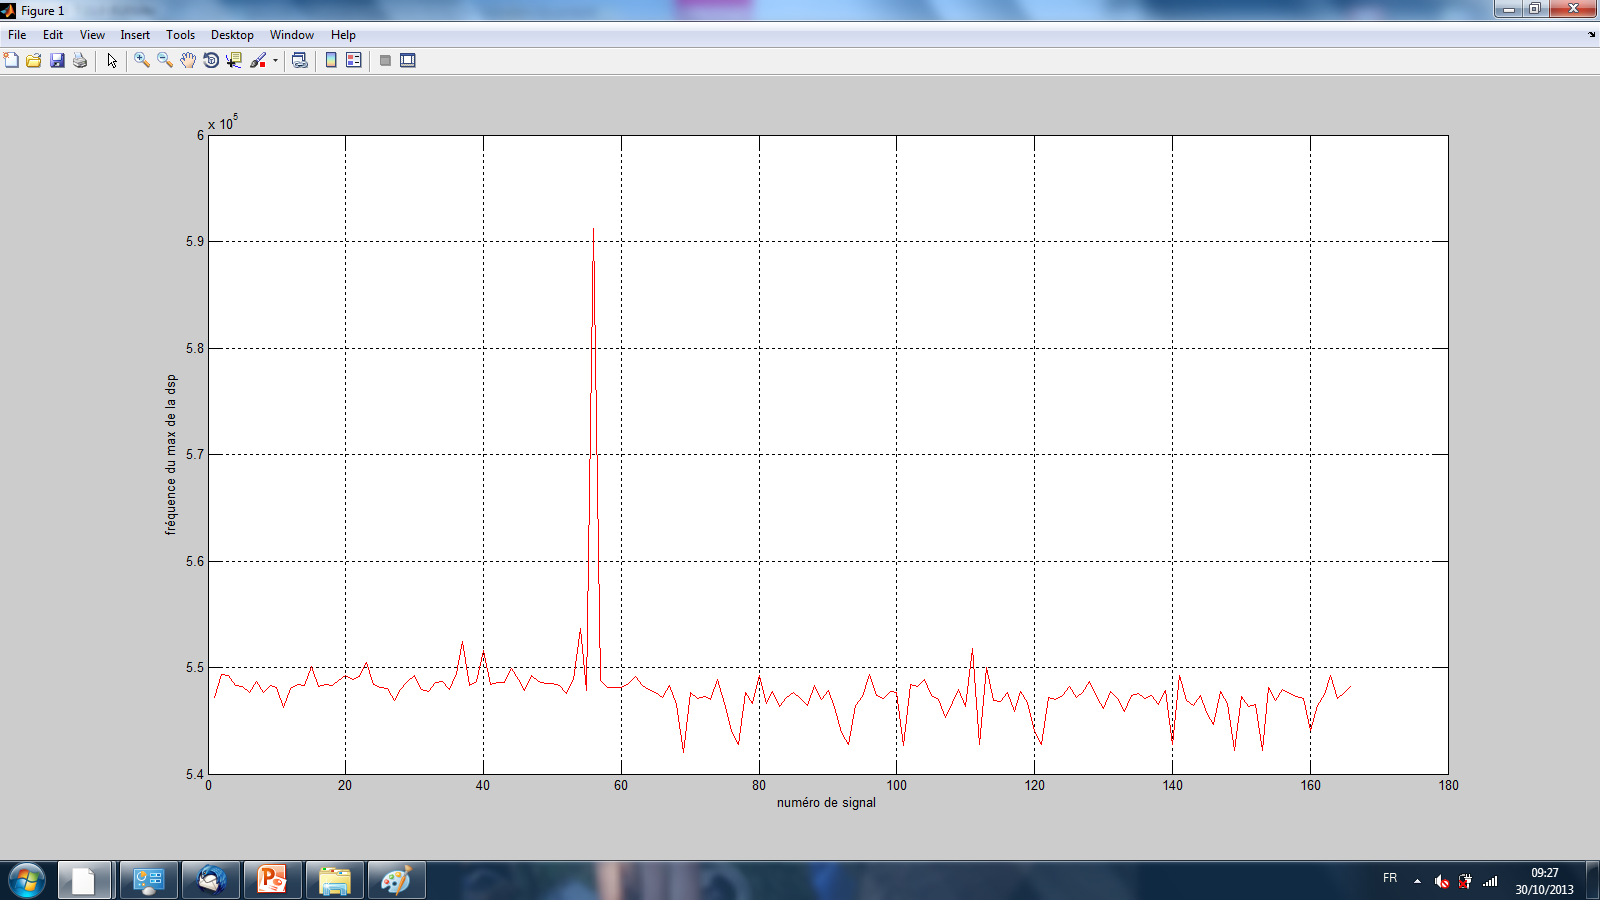 Figure 1
File Edit View Insert Tools Desktop Window Help
x 10^5
6
5.9
5.8
5.7
5.6
5.5
5.4
fréquence du max de la dsp
0 20 40 60 80 100 120 140 160 180
numéro de signal
FR
09:27
30/10/2013